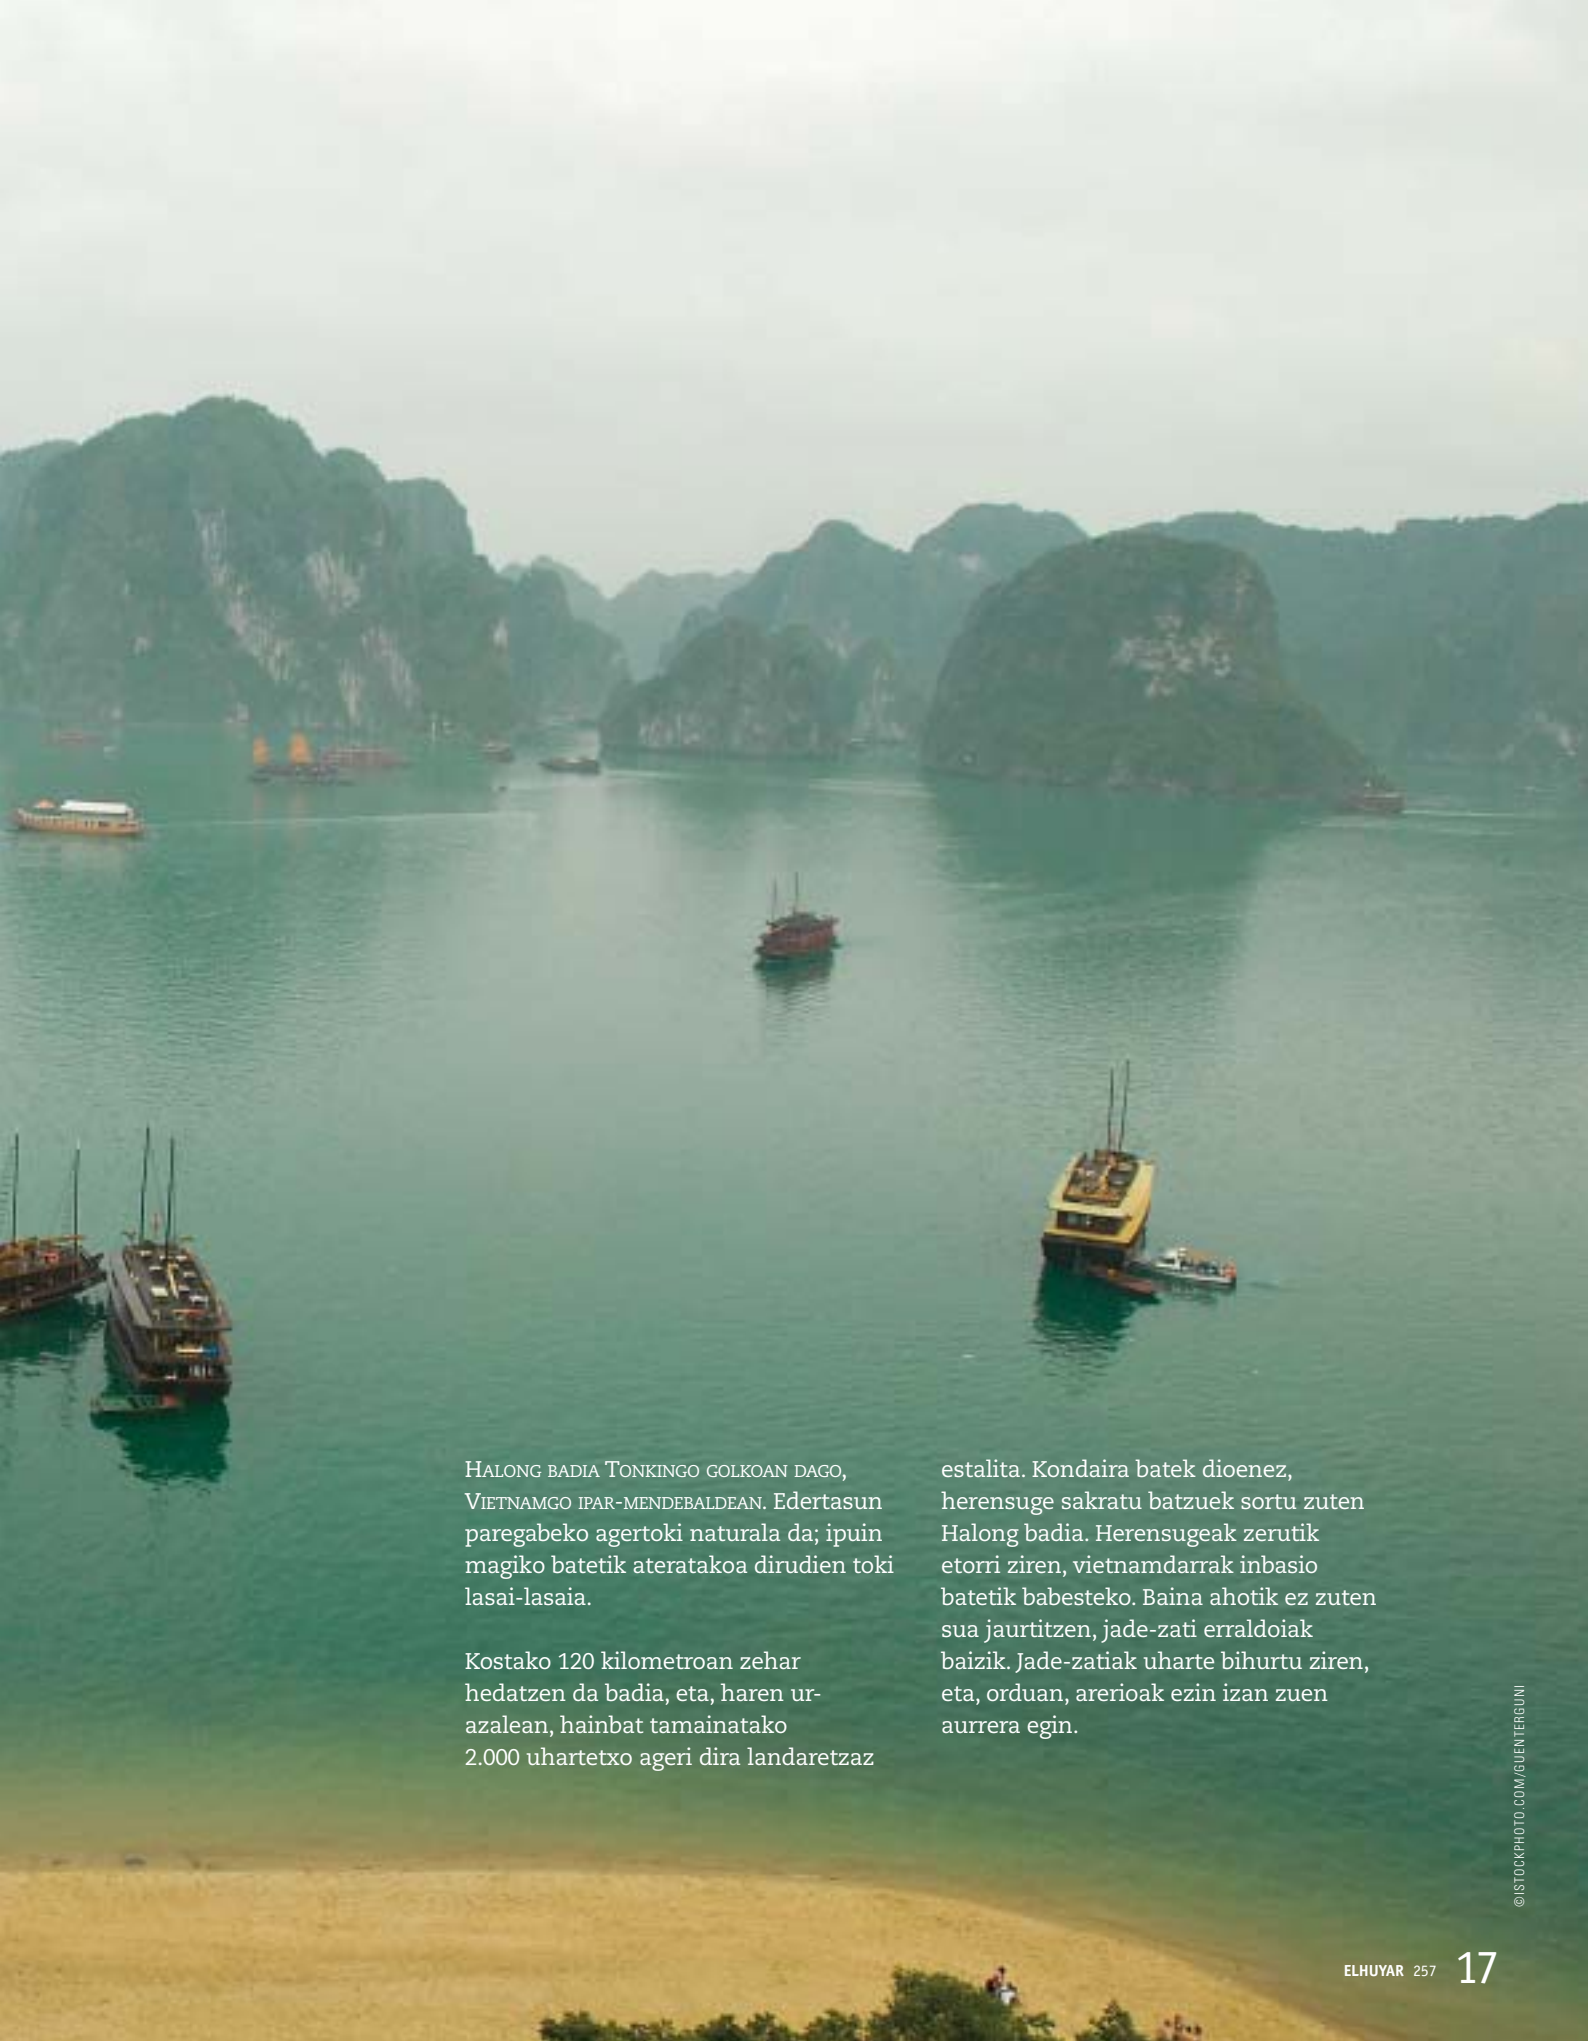 HALONG BADIA TONKINGO GOLKOAN DAGO,
VIETNAMGO IPAR-MENDEBALDEAN. Edertasun
paregabeko agertoki naturala da; ipuin
magiko batetik ateratakoa dirudien toki
lasai-lasaia.
Kostako 120 kilometroan zehar
hedatzen da badia, eta, haren ur-
azalean, hainbat tamainatako
2.000 uhartetxo ageri dira landaretzaz
estalita. Kondaira batek dioenez,
herensuge sakratu batzuek sortu zuten
Halong badia. Herensugeak zerutik
etorri ziren, vietnamdarrak inbasio
batetik babesteko. Baina ahotik ez zuten
sua jaurtitzen, jade-zati erraldoiak
baizik. Jade-zatiak uharte bihurtu ziren,
eta, orduan, arerioak ezin izan zuen
aurrera egin.
©ISTOCKPHOTO.COM/GUENTERGUNI
ELHUYAR 257 17